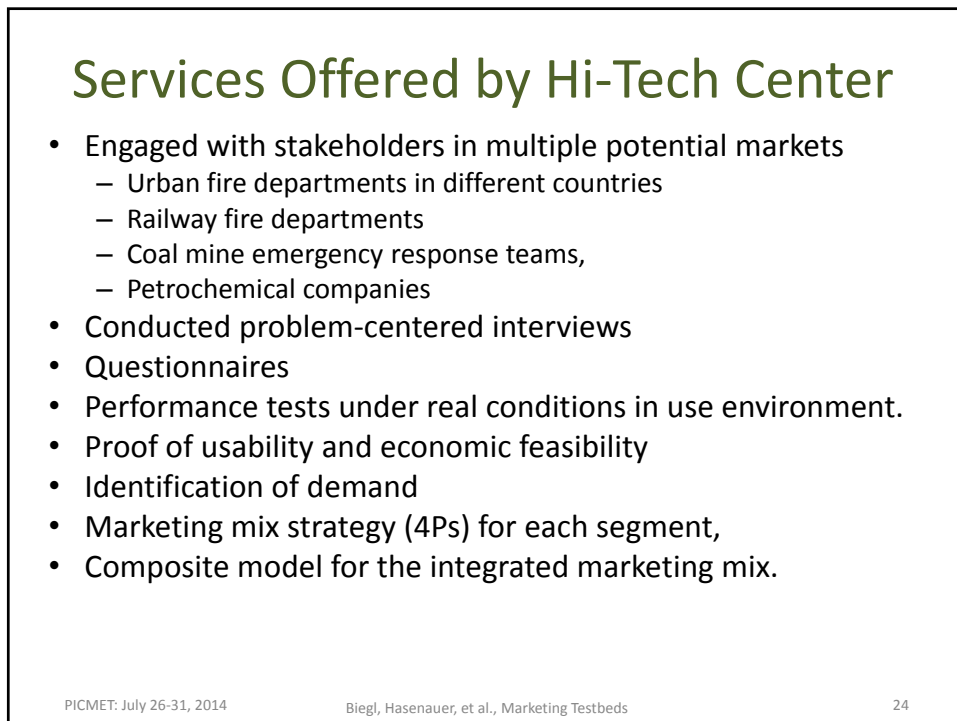 Services Offered by Hi-Tech Center
• Engaged with stakeholders in multiple potential markets
– Urban fire departments in different countries
– Railway fire departments
– Coal mine emergency response teams,
– Petrochemical companies
• Conducted problem-centered interviews
• Questionnaires
• Performance tests under real conditions in use environment.
• Proof of usability and economic feasibility
• Identification of demand
• Marketing mix strategy (4Ps) for each segment,
• Composite model for the integrated marketing mix.
PICMET: July 26-31, 2014 Biegl, Hasenauer, et al., Marketing Testbeds 24